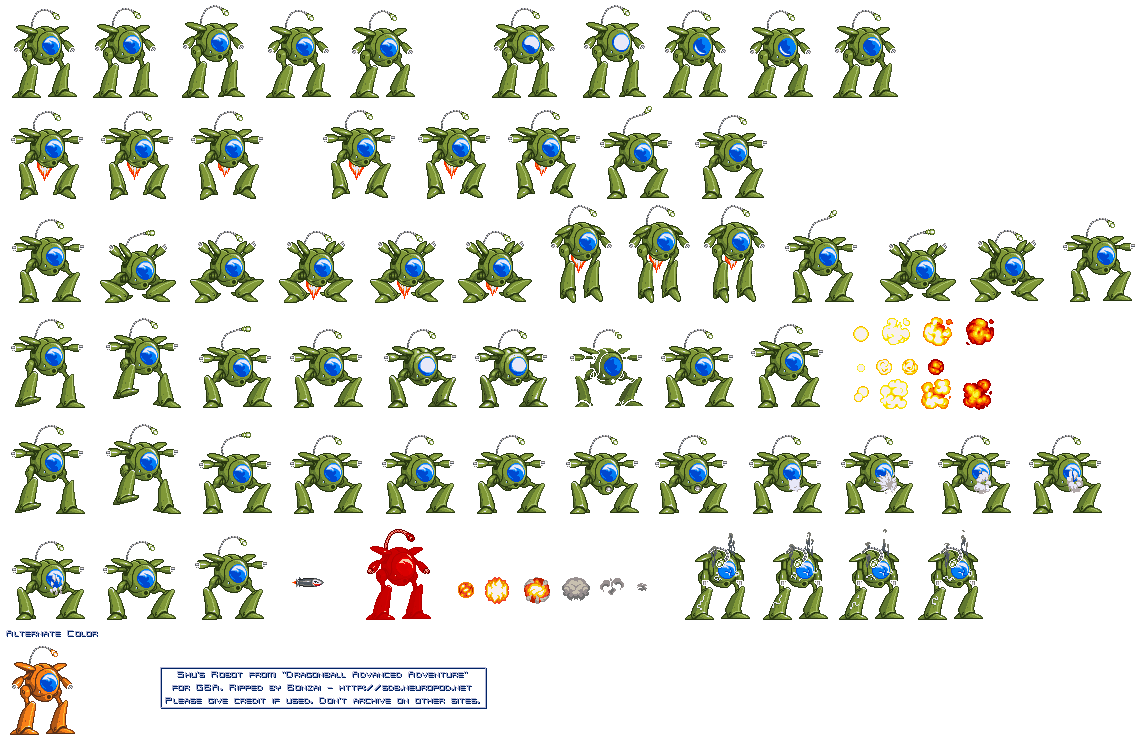 Alternate Color
Shu's Robot from "Dragonball Advanced Adventure"
for GBA. Ripped by Bonzai - http://sdb.neuropod.net
Please give credit if used. Don't archive on other sites.